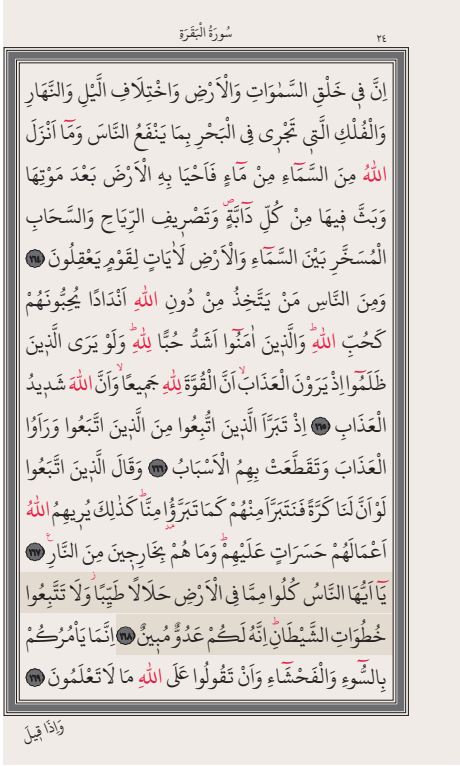 سُورَةُ الْبَقَرَةِ
٢٤
اِنَّ فٖي خَلْقِ السَّمٰوَاتِ وَالْاَرْضِ وَاخْتِلَافِ الَّيْلِ وَالنَّهَارِ
وَالْفُلْكِ الَّتٖي تَجْرٖي فِي الْبَحْرِ بِمَا يَنْفَعُ النَّاسَ وَمَٓا اَنْزَلَ
اللّٰهُ مِنَ السَّمَٓاءِ مِنْ مَٓاءٍ فَاَحْيَا بِهِ الْاَرْضَ بَعْدَ مَوْتِهَا
وَبَثَّ فٖيهَا مِنْ كُلِّ دَٓابَّةٍۖ وَتَصْرٖيفِ الرِّيَاحِ وَالسَّحَابِ
الْمُسَخَّرِ بَيْنَ السَّمَٓاءِ وَالْاَرْضِ لَاٰيَاتٍ لِقَوْمٍ يَعْقِلُونَ ١٦٤
وَمِنَ النَّاسِ مَنْ يَتَّخِذُ مِنْ دُونِ اللّٰهِ اَنْدَادًا يُحِبُّونَهُمْ
كَحُبِّ اللّٰهِؕ وَالَّذٖينَ اٰمَنُٓوا اَشَدُّ حُبًّا لِلّٰهِؕ وَلَوْ يَرَى الَّذٖينَ
ظَلَمُٓوا اِذْ يَرَوْنَ الْعَذَابَۙ اَنَّ الْقُوَّةَ لِلّٰهِ جَمٖيعًاۙ وَاَنَّ اللّٰهَ شَدٖيدُ
الْعَذَابِ ١٦٥ اِذْ تَبَرَّاَ الَّذٖينَ اتُّبِعُوا مِنَ الَّذٖينَ اتَّبَعُوا وَرَاَوُا
الْعَذَابَ وَتَقَطَّعَتْ بِهِمُ الْاَسْبَابُ ١٦٦ وَقَالَ الَّذٖينَ اتَّبَعُوا
لَوْ اَنَّ لَنَا كَرَّةً فَنَتَبَرَّاَ مِنْهُمْ كَمَا تَبَرَّؤُ۫ا مِنَّاؕ كَذٰلِكَ يُرٖيهِمُ اللّٰهُ
اَعْمَالَهُمْ حَسَرَاتٍ عَلَيْهِمْؕ وَمَا هُمْ بِخَارِجٖينَ مِنَ النَّارِࣖ ١٦٧
يَٓا اَيُّهَا النَّاسُ كُلُوا مِمَّا فِي الْاَرْضِ حَلَالًا طَيِّبًاؗ وَلَا تَتَّبِعُوا
خُطُوَاتِ الشَّيْطَانِؕ اِنَّهُ لَكُمْ عَدُوٌّ مُبٖينٌ ١٦٨ اِنَّمَا يَأْمُرُكُمْ
بِالسُّٓوءِ وَالْفَحْشَٓاءِ وَاَنْ تَقُولُوا عَلَى اللّٰهِ مَا لَا تَعْلَمُونَ ١٦٩
وَاِذَا قٖيلَ